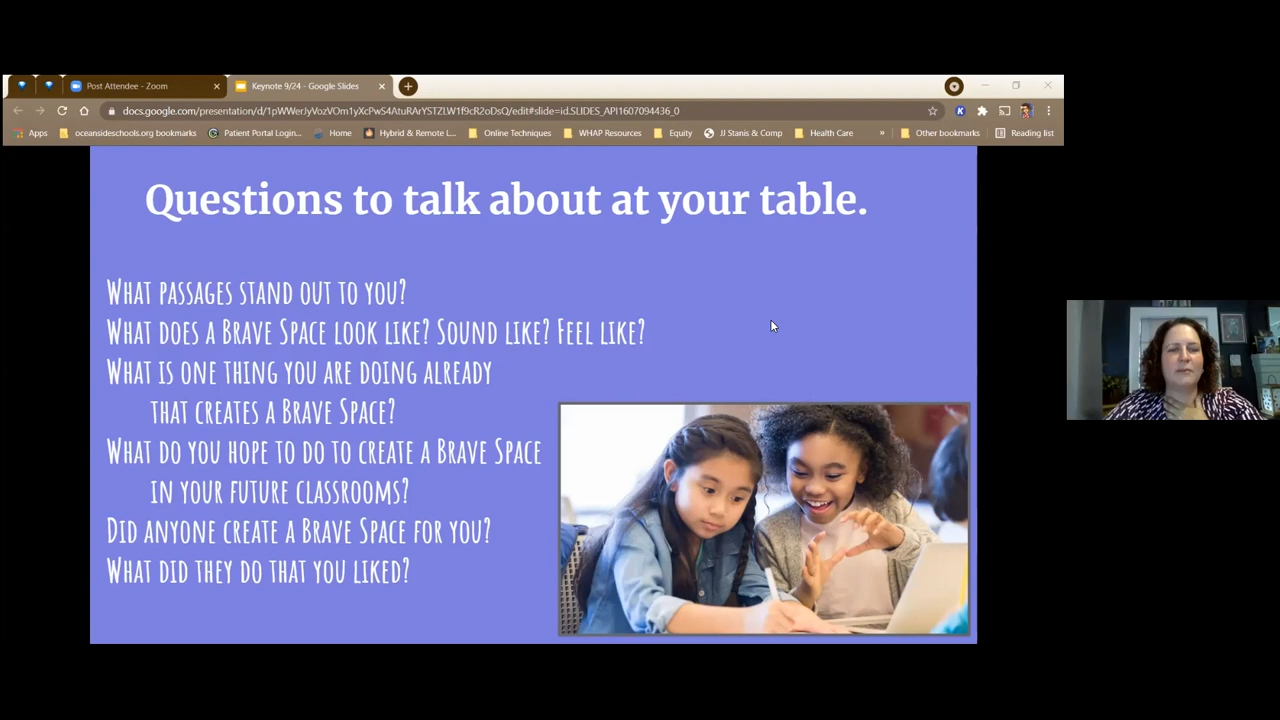 Post Attendee - Zoom
Keynote 9/24 - Google Slides
docs.google.com/presentation/d/1pWWerJyVozVOm1yXcPwS4AtuRArYSTZLW1f9cR2oDsQ/edit#slide=id.SLIDES_API1607094436_0
Apps
oceansideschools.org bookmarks
Patient Portal Login...
Home
Hybrid & Remote L...
Online Techniques
WHAP Resources
Equity
JJ Stanis & Comp
Health Care
»
Other bookmarks
Reading list
Questions to talk about at your table.
What passages stand out to you?
What does a Brave Space look like? Sound like? Feel like?
What is one thing you are doing already
that creates a Brave Space?
What do you hope to do to create a Brave Space
in your future classrooms?
Did anyone create a Brave Space for you?
What did they do that you liked?